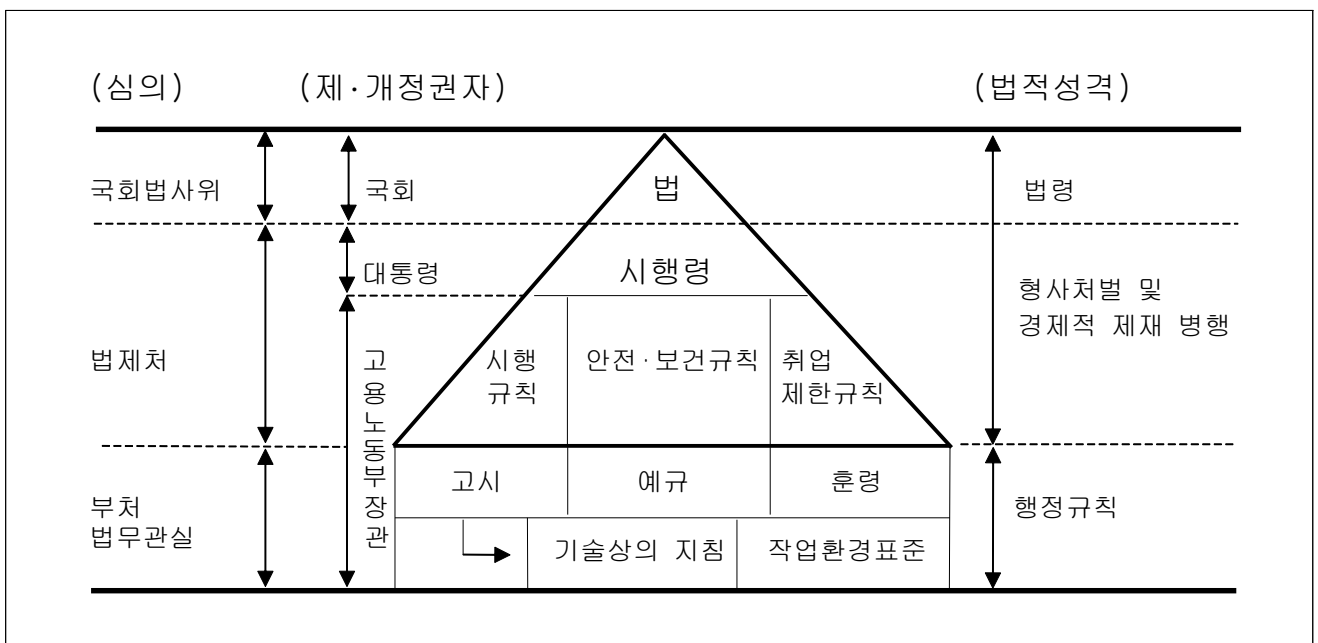 (심의)
(제·개정권자)
(법적성격)
국회법사위
국회
법
법령
대통령
시행령
형사처벌 및
경제적 제재 병행
법제처
고용노동부장관
시행
규칙
안전·보건규칙
취업
제한규칙
고시
예규
훈령
부처
법무관실
행정규칙
기술상의 지침
작업환경표준